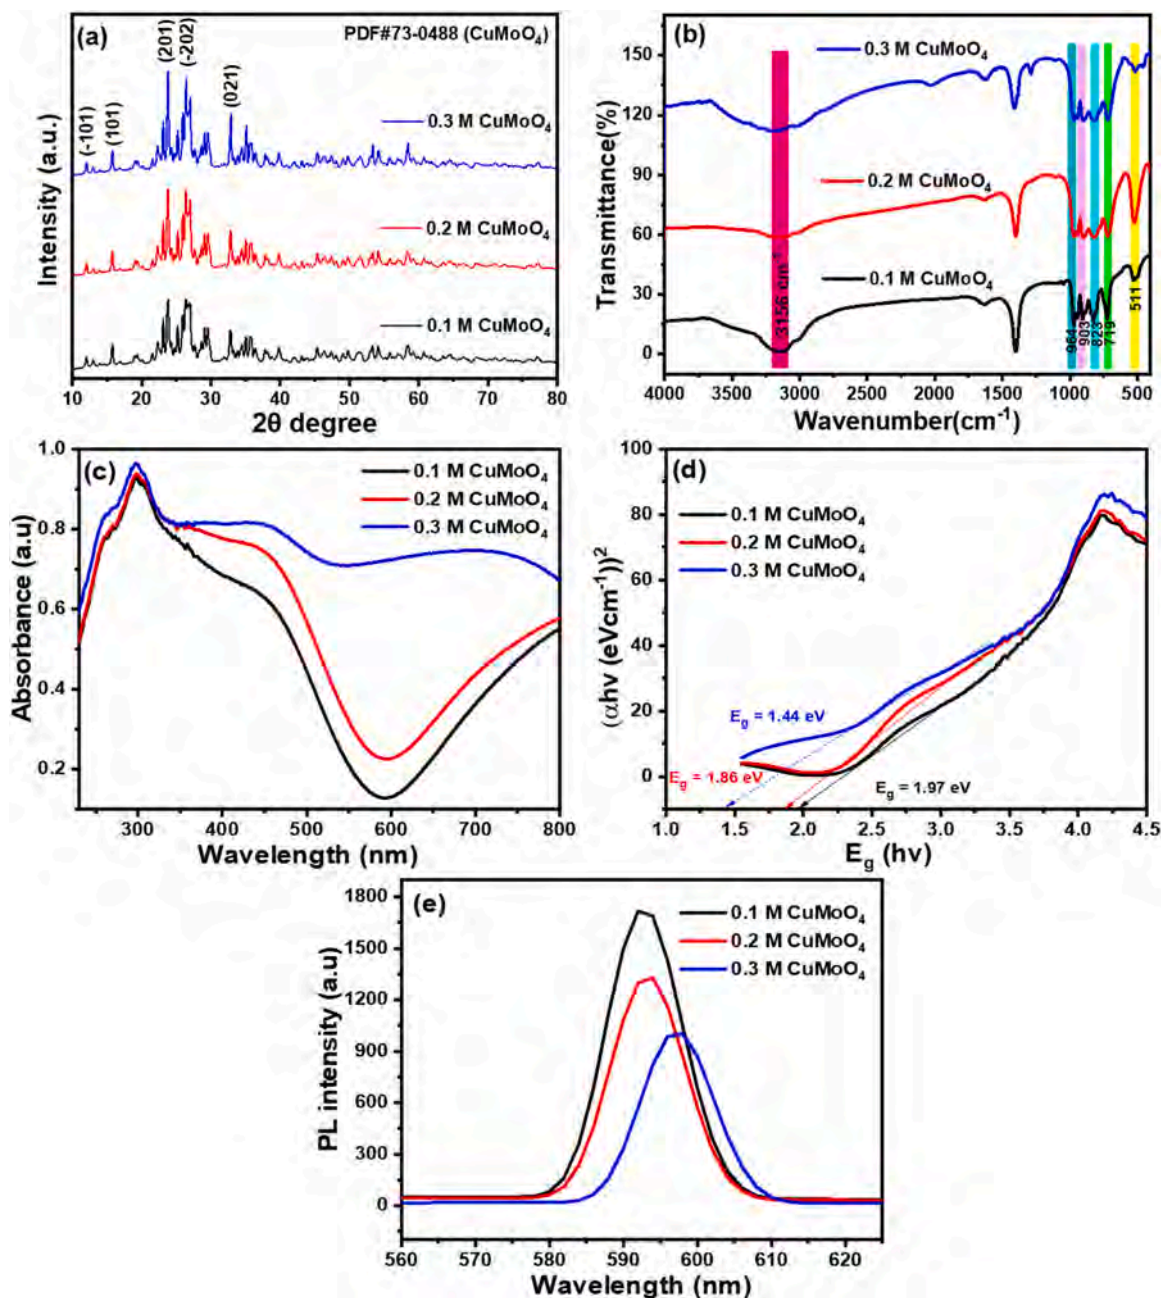 (a)
PDF#73-0488 (CuMoO₄)
(-101)
(101)
(201)
(-202)
(021)
0.3 M CuMoO₄
0.2 M CuMoO₄
0.1 M CuMoO₄
Intensity (a.u.)
10 20 30 40 50 60 70 80
2θ degree
(b)
150
120
90
60
30
0
Transmittance(%)
0.3 M CuMoO₄
0.2 M CuMoO₄
0.1 M CuMoO₄
3156 cm⁻¹
964
903
823
719
511
4000 3500 3000 2500 2000 1500 1000 500
Wavenumber(cm⁻¹)
(c)
0.1 M CuMoO₄
0.2 M CuMoO₄
0.3 M CuMoO₄
1.0
0.8
0.6
0.4
0.2
Absorbance (a.u)
300 400 500 600 700 800
Wavelength (nm)
(d)
0.1 M CuMoO₄
0.2 M CuMoO₄
0.3 M CuMoO₄
100
80
60
40
20
0
(αhν (eVcm⁻¹))²
E_g = 1.44 eV
E_g = 1.86 eV
E_g = 1.97 eV
1.0 1.5 2.0 2.5 3.0 3.5 4.0 4.5
E_g (hν)
(e)
0.1 M CuMoO₄
0.2 M CuMoO₄
0.3 M CuMoO₄
1800
1500
1200
900
600
300
0
PL intensity (a.u)
560 570 580 590 600 610 620
Wavelength (nm)